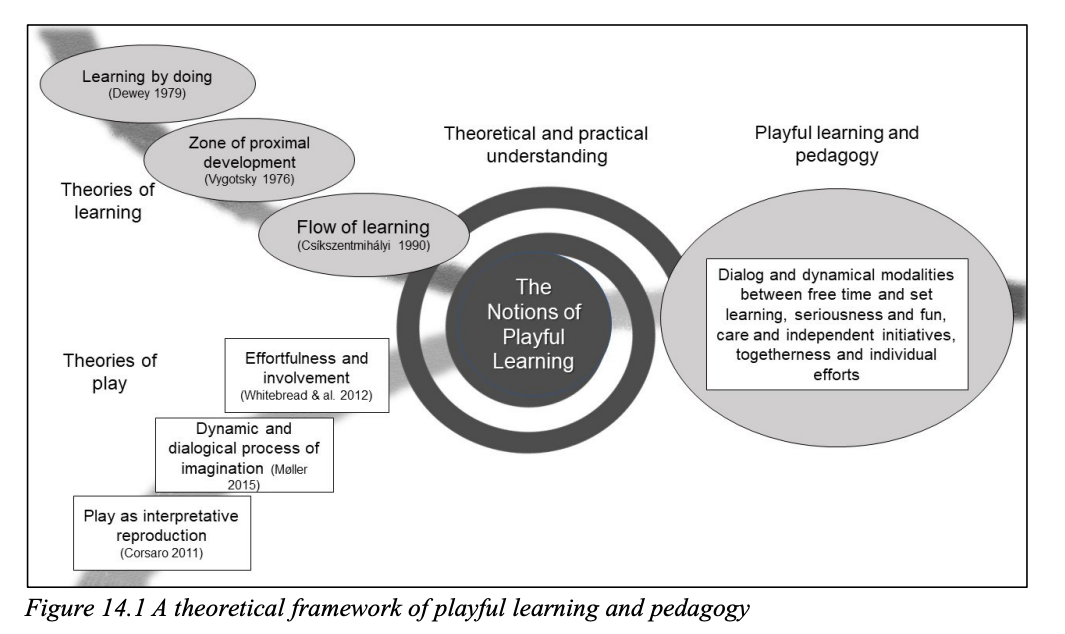 Learning by doing
(Dewey 1979)
Zone of proximal
development
(Vygotsky 1976)
Theories of
learning
Flow of learning
(Csíkszentmihályi 1990)
Theoretical and practical
understanding
Playful learning and
pedagogy
The
Notions of
Playful
Learning
Dialog and dynamical modalities
between free time and set
learning, seriousness and fun,
care and independent initiatives,
togetherness and individual
efforts
Theories of
play
Effortfulness and
involvement
(Whitebread & al. 2012)
Dynamic and
dialogical process of
imagination (Møller
2015)
Play as interpretative
reproduction
(Corsaro 2011)
Figure 14.1 A theoretical framework of playful learning and pedagogy